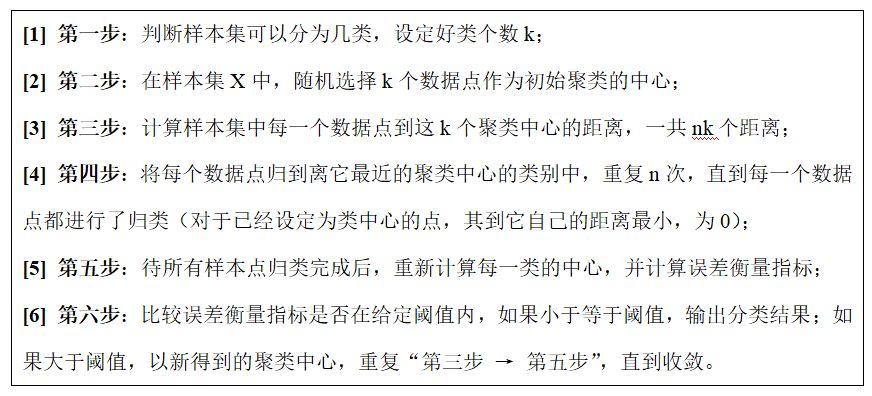 [1] 第一步：判断样本集可以分为几类，设定好类个数 k；
[2] 第二步：在样本集 X 中，随机选择 k 个数据点作为初始聚类的中心；
[3] 第三步：计算样本集中每一个数据点到这 k 个聚类中心的距离，一共 nk 个距离；
[4] 第四步：将每个数据点归到离它最近的聚类中心的类别中，重复 n 次，直到每一个数据
点都进行了归类（对于已经设定为类中心的点，其到它自己的距离最小，为 0）；
[5] 第五步：待所有样本点归类完成后，重新计算每一类的中心，并计算误差衡量指标；
[6] 第六步：比较误差衡量指标是否在给定阈值内，如果小于等于阈值，输出分类结果；如
果大于阈值，以新得到的聚类中心，重复“第三步 → 第五步”，直到收敛。